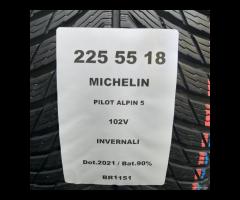 225 55 18
MICHELIN
PILOT ALPIN 5
102V
INVERNALI
Dot.2021 / Bat.90%
BR1151